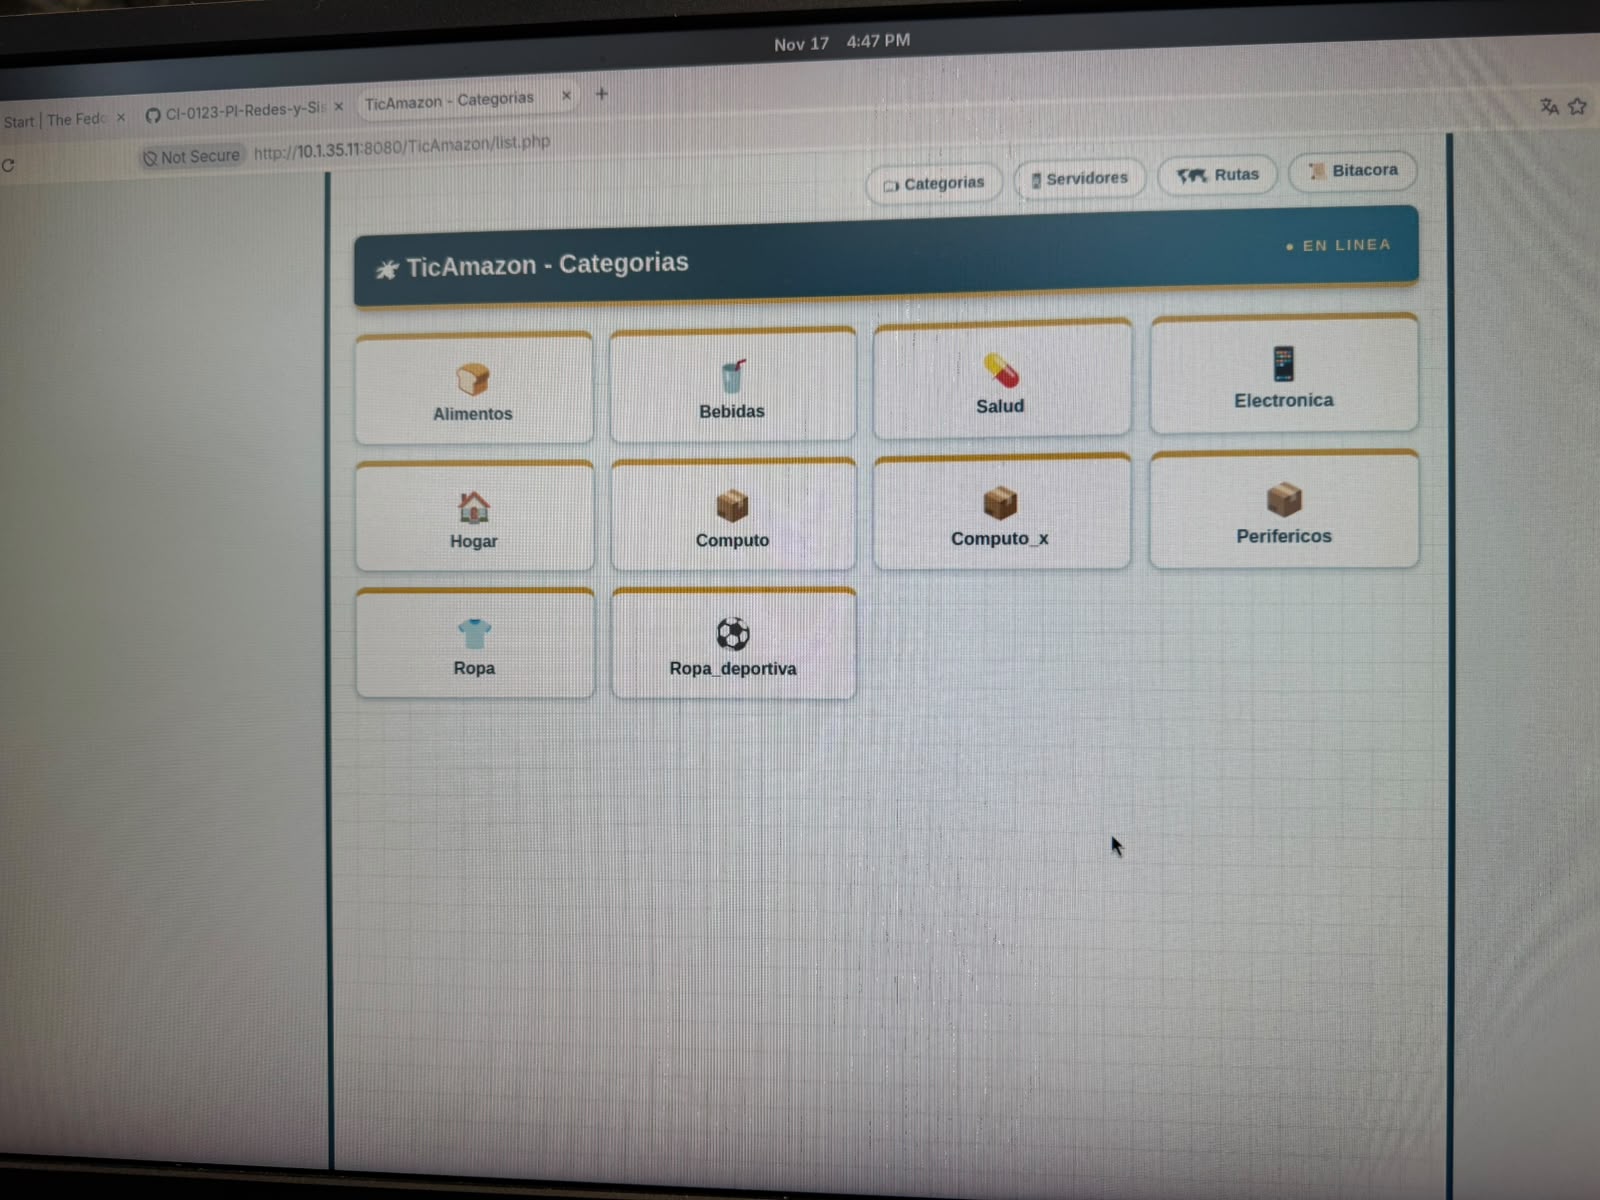 Nov 17 4:47 PM
Start | The Fedo
CI-0123-PI-Redes-y-Sis
TicAmazon - Categorias
Not Secure
http://10.1.35.11:8080/TicAmazon/list.php
Categorias
Servidores
Rutas
Bitacora
TicAmazon - Categorias
• EN LINEA
Alimentos
Bebidas
Salud
Electronica
Hogar
Computo
Computo_x
Perifericos
Ropa
Ropa_deportiva